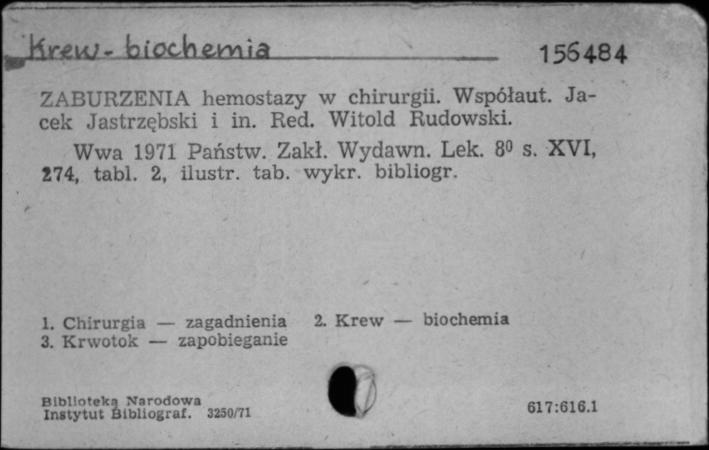 Krew - biochemia
156484
ZABURZENIA hemostazy w chirurgii. Współaut. Ja-
cek Jastrzębski i in. Red. Witold Rudowski.
Wwa 1971 Państw. Zakł. Wydawn. Lek. 8⁰ s. XVI,
274, tabl. 2, ilustr. tab. wykr. bibliogr.
1. Chirurgia — zagadnienia 2. Krew — biochemia
3. Krwotok — zapobieganie
Biblioteka Narodowa
Instytut Bibliograf. 3250/71
617:616.1